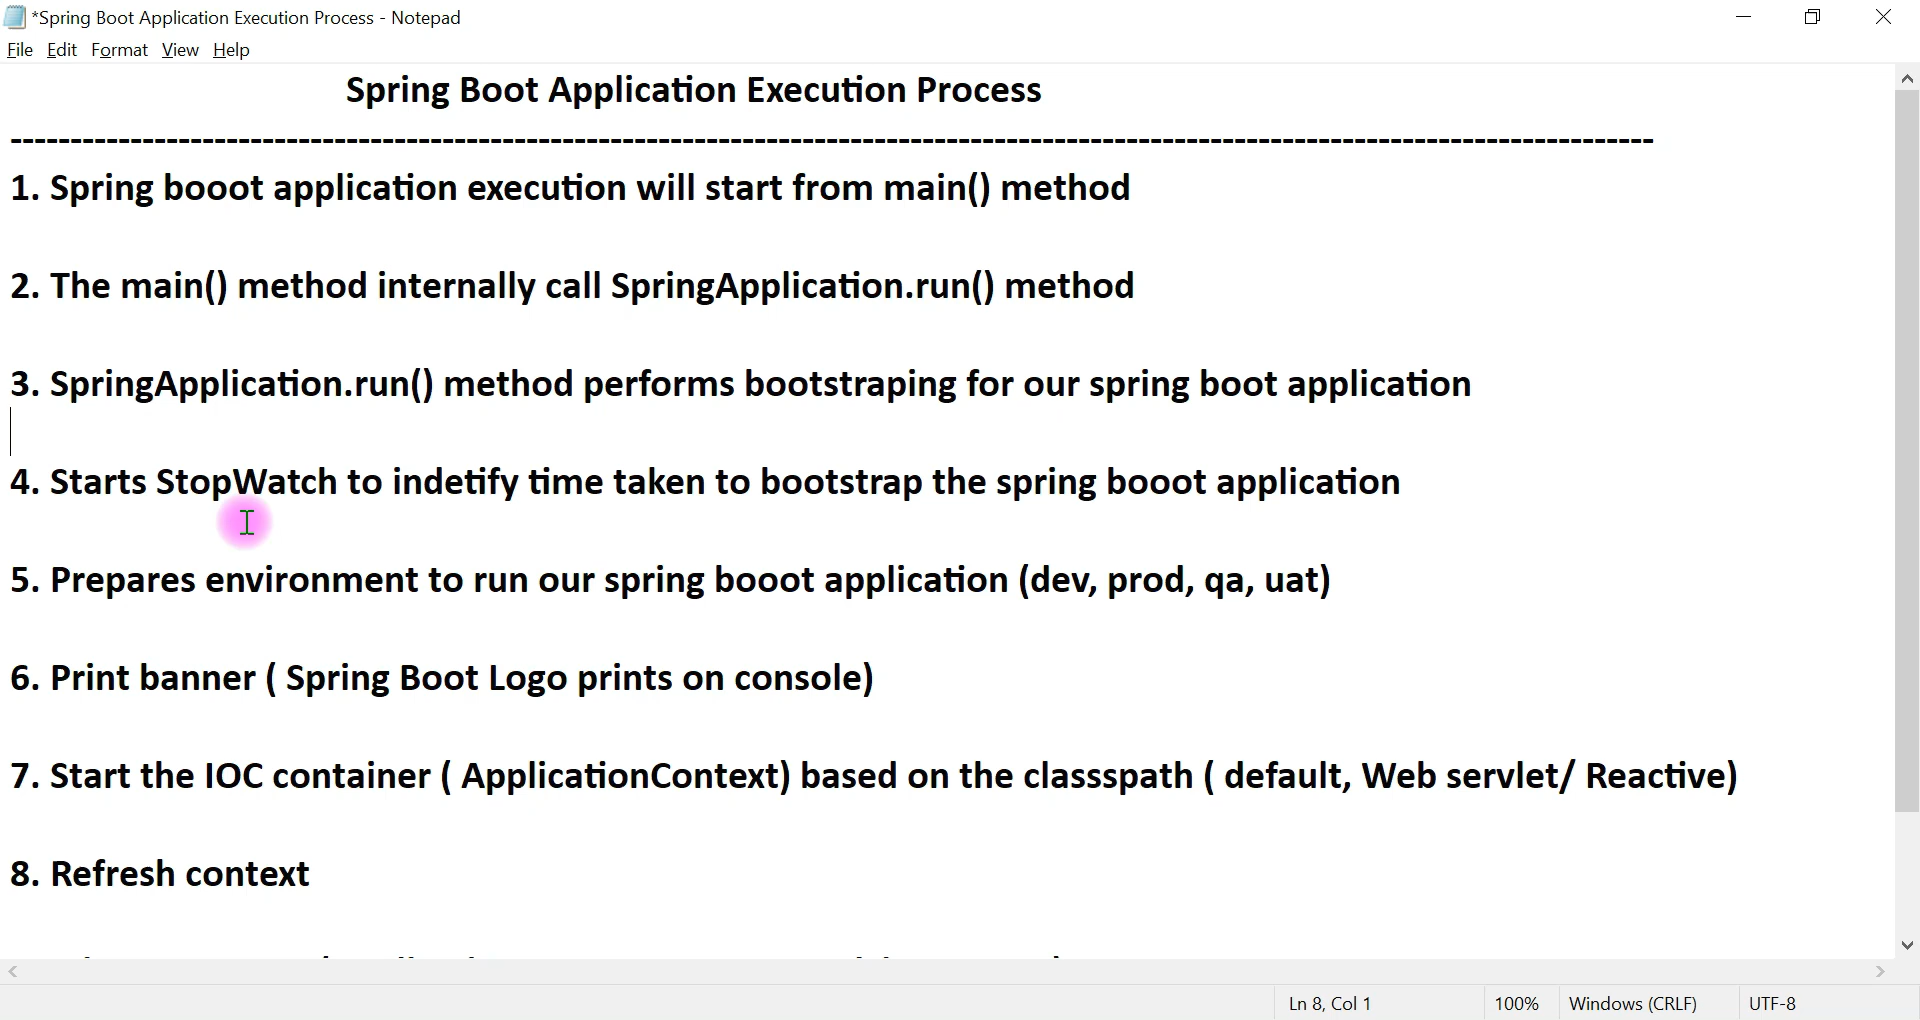 *Spring Boot Application Execution Process - Notepad
File Edit Format View Help
Spring Boot Application Execution Process
-----------------------------------------------------------------------------------------------------------------------------------------
1. Spring booot application execution will start from main() method
2. The main() method internally call SpringApplication.run() method
3. SpringApplication.run() method performs bootstraping for our spring boot application
4. Starts StopWatch to indetify time taken to bootstrap the spring booot application
5. Prepares environment to run our spring booot application (dev, prod, qa, uat)
6. Print banner ( Spring Boot Logo prints on console)
7. Start the IOC container ( ApplicationContext) based on the classspath ( default, Web servlet/ Reactive)
8. Refresh context
Ln 8, Col 1 100% Windows (CRLF) UTF-8